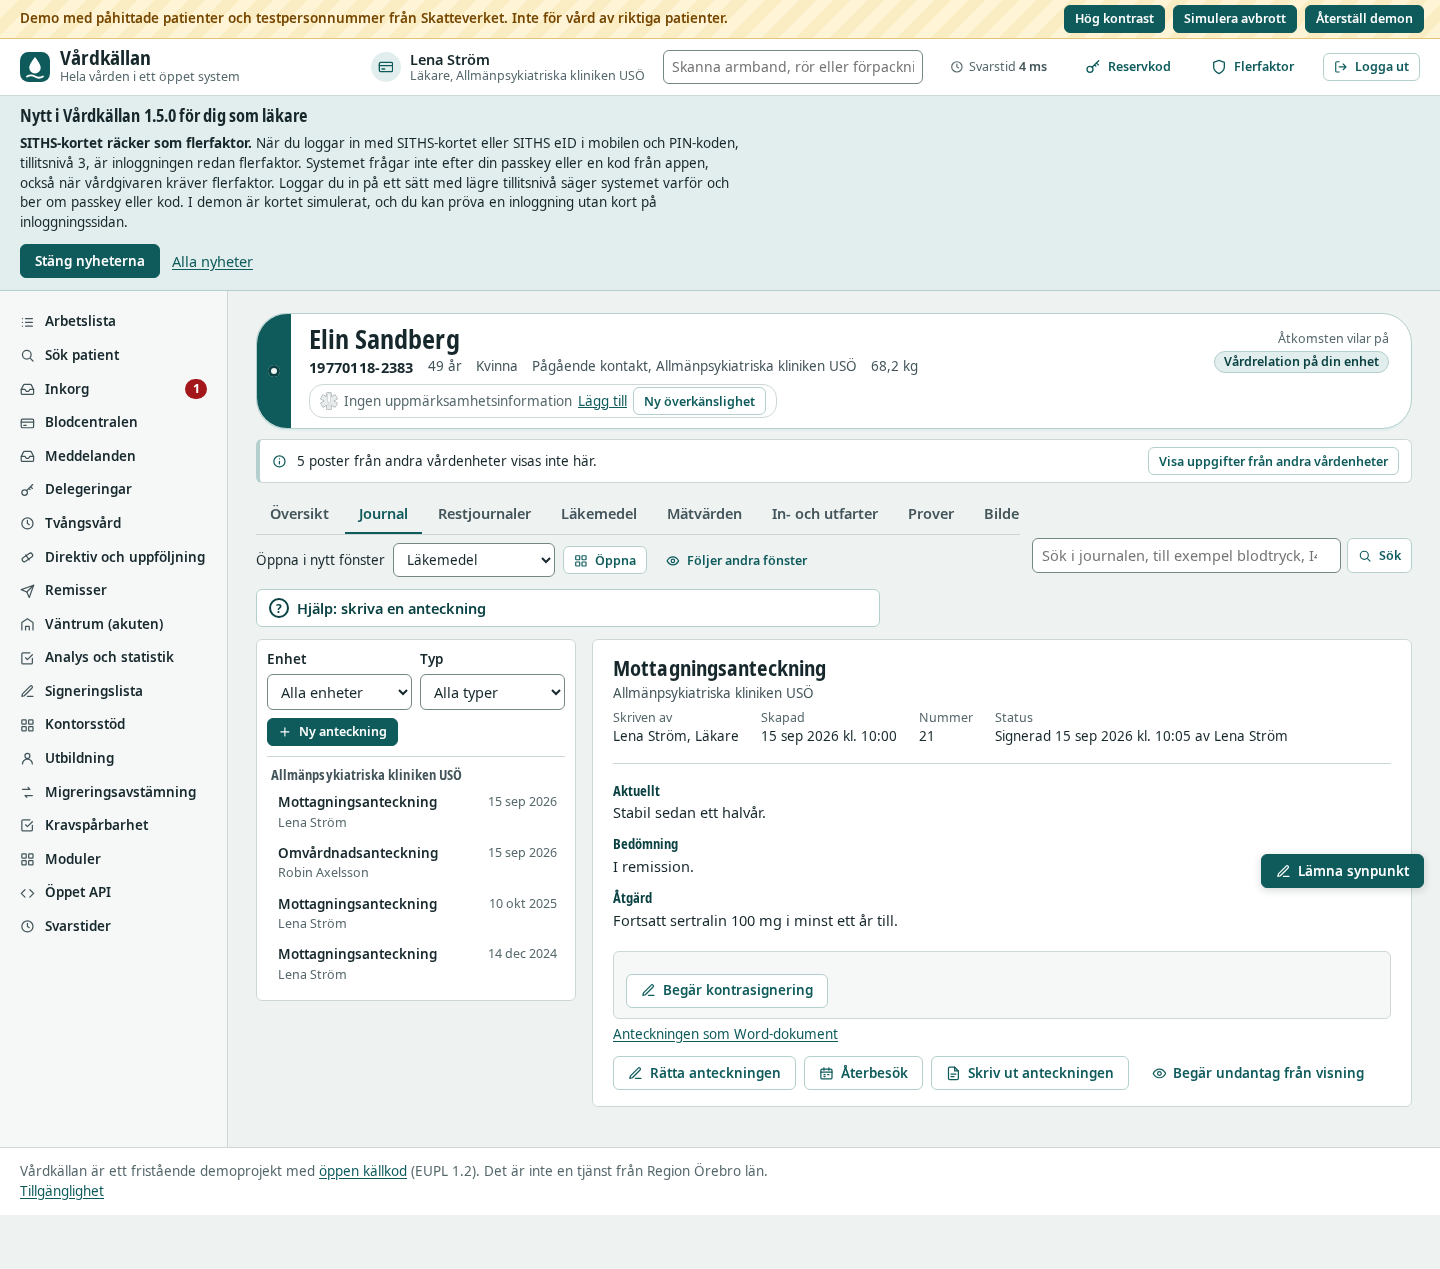 Demo med påhittade patienter och testpersonnummer från Skatteverket. Inte för vård av riktiga patienter.
Hög kontrast
Simulera avbrott
Återställ demon
Vårdkällan
Hela vården i ett öppet system
Lena Ström
Läkare, Allmänpsykiatriska kliniken USÖ
Skanna armband, rör eller förpackni
Svarstid 4 ms
Reservkod
Flerfaktor
Logga ut
Nytt i Vårdkällan 1.5.0 för dig som läkare
SITHS-kortet räcker som flerfaktor. När du loggar in med SITHS-kortet eller SITHS eID i mobilen och PIN-koden,
tillitsnivå 3, är inloggningen redan flerfaktor. Systemet frågar inte efter din passkey eller en kod från appen,
också när vårdgivaren kräver flerfaktor. Loggar du in på ett sätt med lägre tillitsnivå säger systemet varför och
ber om passkey eller kod. I demon är kortet simulerat, och du kan pröva en inloggning utan kort på
inloggningssidan.
Stäng nyheterna
Alla nyheter
Arbetslista
Sök patient
Inkorg
1
Blodcentralen
Meddelanden
Delegeringar
Tvångsvård
Direktiv och uppföljning
Remisser
Väntrum (akuten)
Analys och statistik
Signeringslista
Kontorsstöd
Utbildning
Migreringsavstämning
Kravspårbarhet
Moduler
Öppet API
Svarstider
Elin Sandberg
19770118-2383
49 år
Kvinna
Pågående kontakt, Allmänpsykiatriska kliniken USÖ
68,2 kg
Ingen uppmärksamhetsinformation
Lägg till
Ny överkänslighet
Åtkomsten vilar på
Vårdrelation på din enhet
5 poster från andra vårdenheter visas inte här.
Visa uppgifter från andra vårdenheter
Översikt
Journal
Restjournaler
Läkemedel
Mätvärden
In- och utfarter
Prover
Bilde
Öppna i nytt fönster
Läkemedel
Öppna
Följer andra fönster
Sök i journalen, till exempel blodtryck, I4
Sök
Hjälp: skriva en anteckning
Enhet
Typ
Alla enheter
Alla typer
Ny anteckning
Allmänpsykiatriska kliniken USÖ
Mottagningsanteckning
15 sep 2026
Lena Ström
Omvårdnadsanteckning
15 sep 2026
Robin Axelsson
Mottagningsanteckning
10 okt 2025
Lena Ström
Mottagningsanteckning
14 dec 2024
Lena Ström
Mottagningsanteckning
Allmänpsykiatriska kliniken USÖ
Skriven av
Lena Ström, Läkare
Skapad
15 sep 2026 kl. 10:00
Nummer
21
Status
Signerad 15 sep 2026 kl. 10:05 av Lena Ström
Aktuellt
Stabil sedan ett halvår.
Bedömning
I remission.
Åtgärd
Fortsatt sertralin 100 mg i minst ett år till.
Lämna synpunkt
Begär kontrasignering
Anteckningen som Word-dokument
Rätta anteckningen
Återbesök
Skriv ut anteckningen
Begär undantag från visning
Vårdkällan är ett fristående demoprojekt med öppen källkod (EUPL 1.2). Det är inte en tjänst från Region Örebro län.
Tillgänglighet